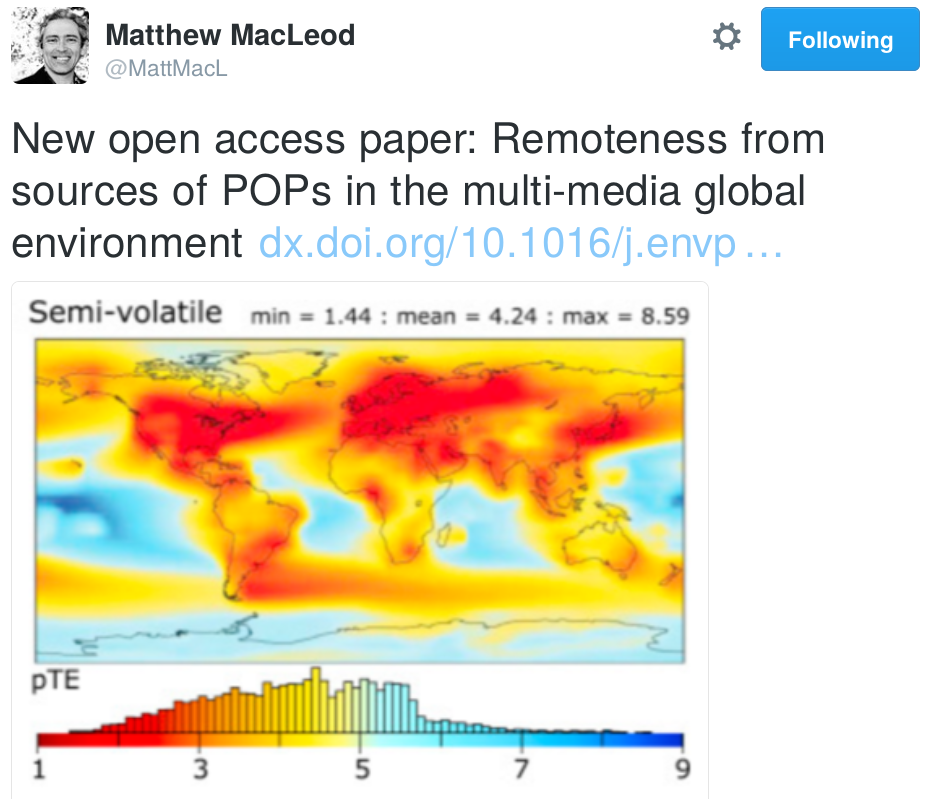 Matthew MacLeod
@MattMacL
Following
New open access paper: Remoteness from
sources of POPs in the multi-media global
environment dx.doi.org/10.1016/j.envp …
Semi-volatile min = 1.44 : mean = 4.24 : max = 8.59
pTE
1 3 5 7 9